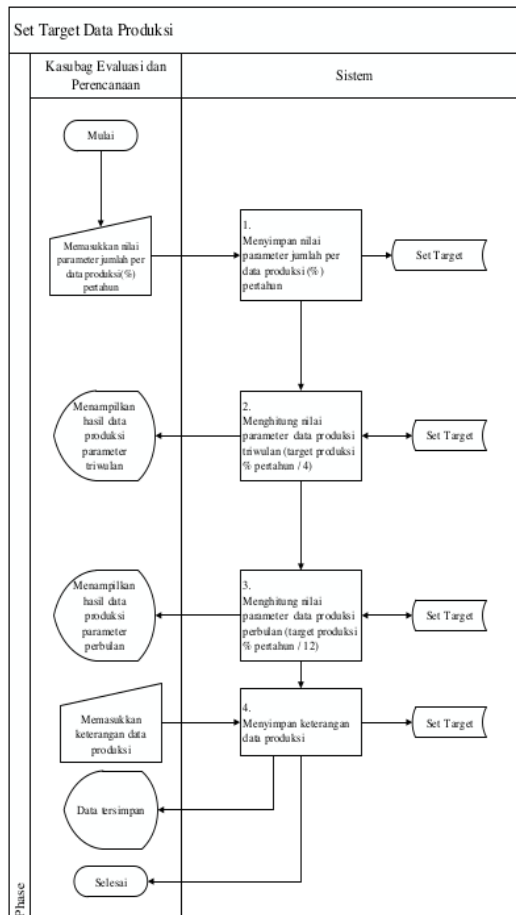 Set Target Data Produksi
Kasubag Evaluasi dan
Perencanaan
Sistem
Mulai
Memasukkan nilai
parameter jumlah per
data produksi(%)
pertahun
1.
Menyimpan nilai
parameter jumlah per
data produksi (%)
pertahun
Set Target
Menampilkan
hasil data
produksi
parameter
triwulan
2.
Menghitung nilai
parameter data produksi
triwulan (target produksi
% pertahun / 4)
Set Target
Menampilkan
hasil data
produksi
parameter
perbulan
3.
Menghitung nilai
parameter data produksi
perbulan (target produksi
% pertahun / 12)
Set Target
Memasukkan
keterangan data
produksi
4.
Menyimpan keterangan
data produksi
Set Target
Data tersimpan
Selesai
Phase